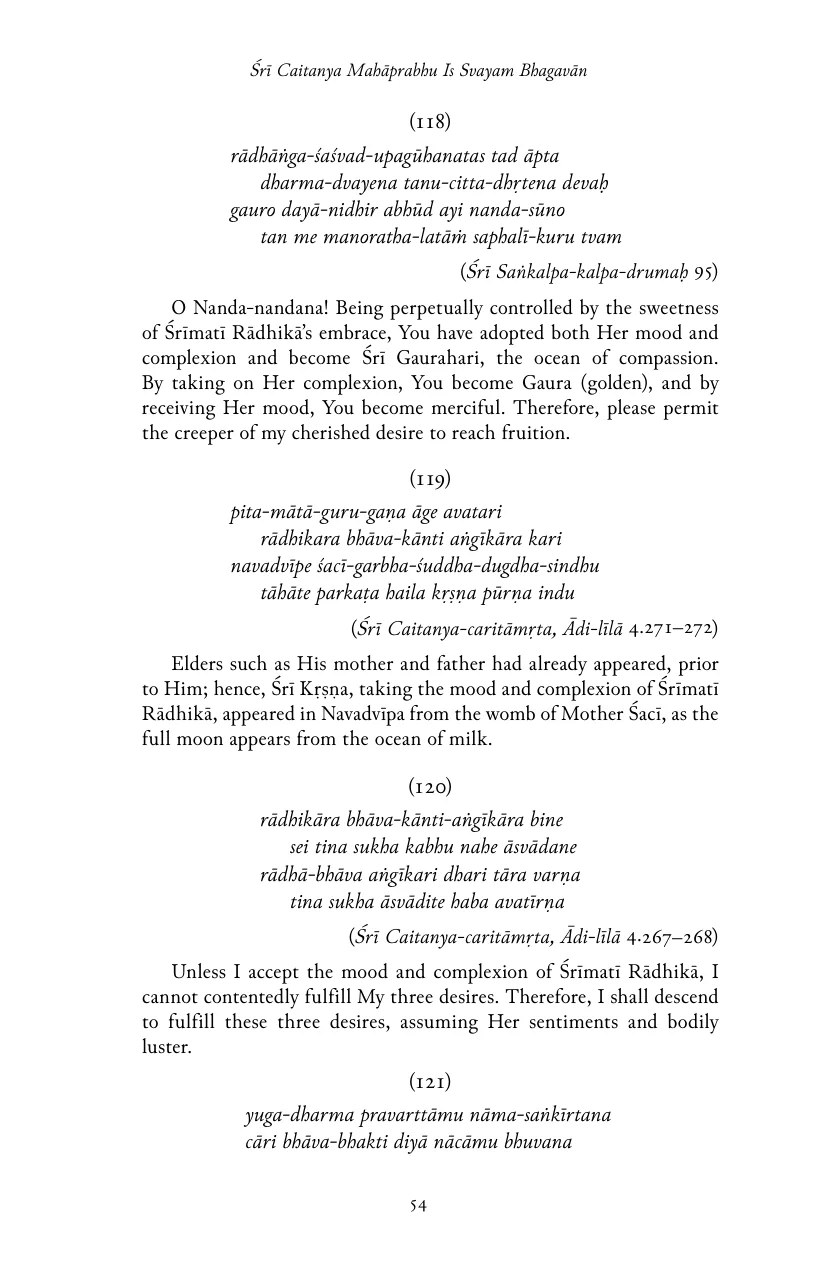 Śrī Caitanya Mahāprabhu Is Svayam Bhagavān
(118)
rādhāṅga-śaśvad-upagūhanatas tad āpta
dharma-dvayena tanu-citta-dhṛtena devaḥ
gauro dayā-nidhir abhūd ayi nanda-sūno
tan me manoratha-latāṁ saphalī-kuru tvam
(Śrī Saṅkalpa-kalpa-drumaḥ 95)
O Nanda-nandana! Being perpetually controlled by the sweetness
of Śrīmatī Rādhikā’s embrace, You have adopted both Her mood and
complexion and become Śrī Gaurahari, the ocean of compassion.
By taking on Her complexion, You become Gaura (golden), and by
receiving Her mood, You become merciful. Therefore, please permit
the creeper of my cherished desire to reach fruition.
(119)
pita-mātā-guru-gaṇa āge avatari
rādhikara bhāva-kānti aṅgīkāra kari
navadvīpe śacī-garbha-śuddha-dugdha-sindhu
tāhāte parkaṭa haila kṛṣṇa pūrṇa indu
(Śrī Caitanya-caritāmṛta, Ādi-līlā 4.271–272)
Elders such as His mother and father had already appeared, prior
to Him; hence, Śrī Kṛṣṇa, taking the mood and complexion of Śrīmatī
Rādhikā, appeared in Navadvīpa from the womb of Mother Śacī, as the
full moon appears from the ocean of milk.
(120)
rādhikāra bhāva-kānti-aṅgīkāra bine
sei tina sukha kabhu nahe āsvādane
rādhā-bhāva aṅgīkari dhari tāra varṇa
tina sukha āsvādite haba avatīrṇa
(Śrī Caitanya-caritāmṛta, Ādi-līlā 4.267–268)
Unless I accept the mood and complexion of Śrīmatī Rādhikā, I
cannot contentedly fulfill My three desires. Therefore, I shall descend
to fulfill these three desires, assuming Her sentiments and bodily
luster.
(121)
yuga-dharma pravarttāmu nāma-saṅkīrtana
cāri bhāva-bhakti diyā nācāmu bhuvana
54